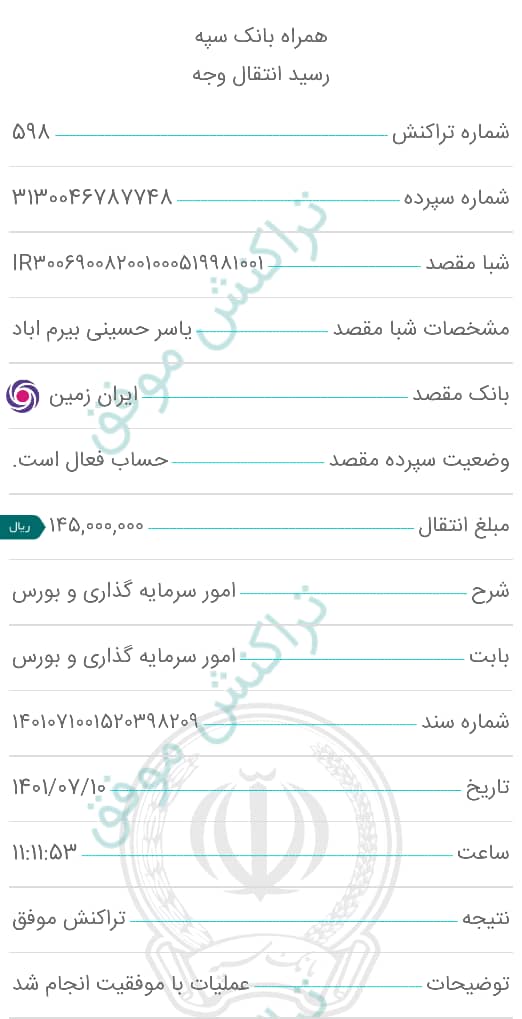 همراه بانک سپه
رسید انتقال وجه
شماره تراکنش ۵۹۸
شماره سپرده ۳۱۳۰۰۴۶۷۸۷۷۴۸
شبا مقصد IR۳۰۰۶۹۰۰۸۲۰۰۱۰۰۰۵۱۹۹۸۱۰۰۱
مشخصات شبا مقصد یاسر حسینی بیرم اباد
بانک مقصد ایران زمین
وضعیت سپرده مقصد حساب فعال است.
مبلغ انتقال ۱۴۵,۰۰۰,۰۰۰ ریال
شرح امور سرمایه گذاری و بورس
بابت امور سرمایه گذاری و بورس
شماره سند ۱۴۰۱۰۷۱۰۰۱۵۲۰۳۹۸۲۰۹
تاریخ ۱۴۰۱/۰۷/۱۰
ساعت ۱۱:۱۱:۵۳
نتیجه تراکنش موفق
توضیحات عملیات با موفقیت انجام شد
تراکنش موفق
تراکنش موفق
بانک سپه